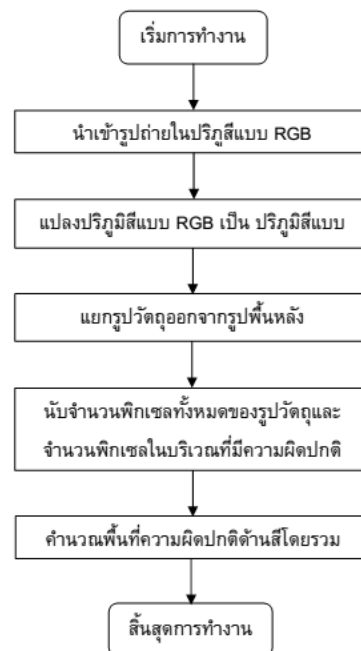 เริ่มการทำงาน
นำเข้ารูปถ่ายในปริภูสีแบบ RGB
แปลงปริภูมิสีแบบ RGB เป็น ปริภูมิสีแบบ
แยกรูปวัตถุออกจากรูปพื้นหลัง
นับจำนวนพิกเซลทั้งหมดของรูปวัตถุและ
จำนวนพิกเซลในบริเวณที่มีความผิดปกติ
คำนวณพื้นที่ความผิดปกติด้านสีโดยรวม
สิ้นสุดการทำงาน